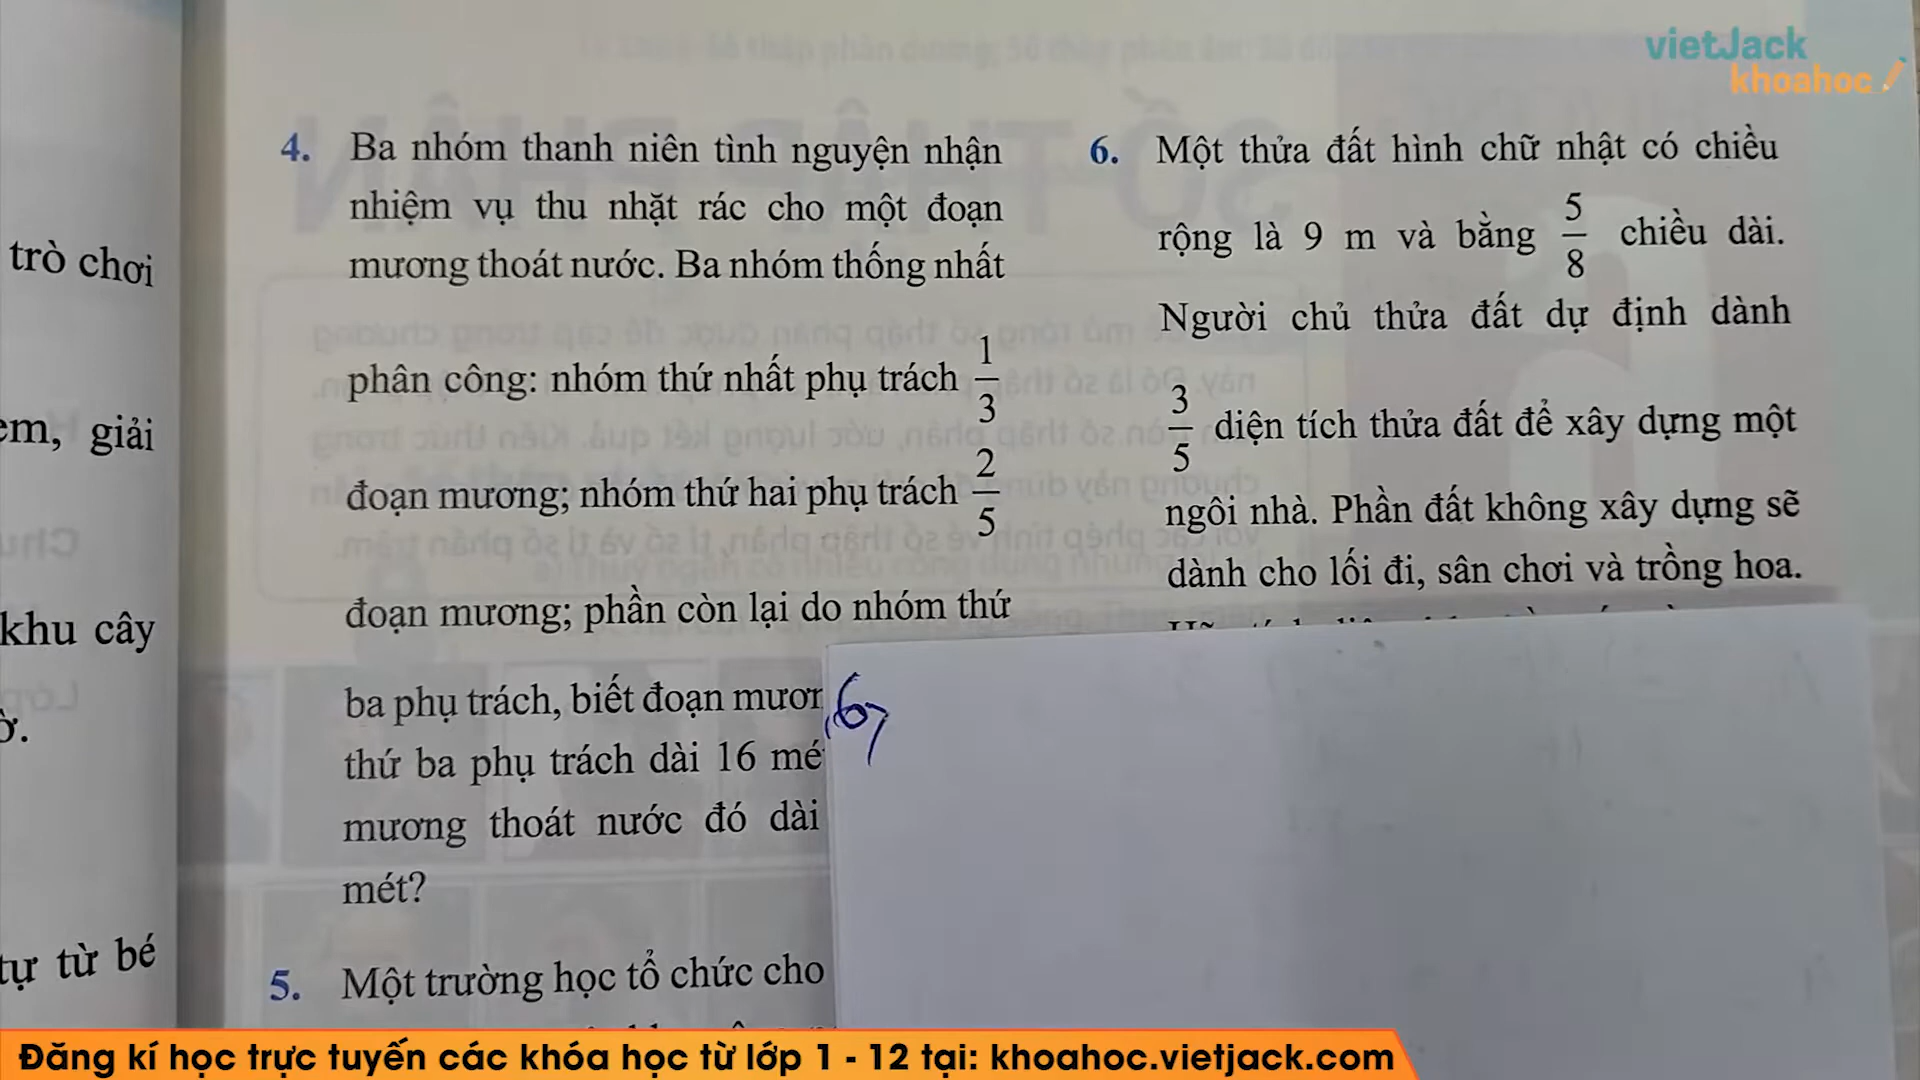 vietJack
khoahoc
trò chơi
em, giải
khu cây
ờ.
tự từ bé
4. Ba nhóm thanh niên tình nguyện nhận
nhiệm vụ thu nhặt rác cho một đoạn
mương thoát nước. Ba nhóm thống nhất
phân công: nhóm thứ nhất phụ trách 1/3
đoạn mương; nhóm thứ hai phụ trách 2/5
đoạn mương; phần còn lại do nhóm thứ
ba phụ trách, biết đoạn mươn
thứ ba phụ trách dài 16 mé
mương thoát nước đó dài
mét?
5. Một trường học tổ chức cho
6. Một thửa đất hình chữ nhật có chiều
rộng là 9 m và bằng 5/8 chiều dài.
Người chủ thửa đất dự định dành
3/5 diện tích thửa đất để xây dựng một
ngôi nhà. Phần đất không xây dựng sẽ
dành cho lối đi, sân chơi và trồng hoa.
Đăng kí học trực tuyến các khóa học từ lớp 1 - 12 tại: khoahoc.vietjack.com